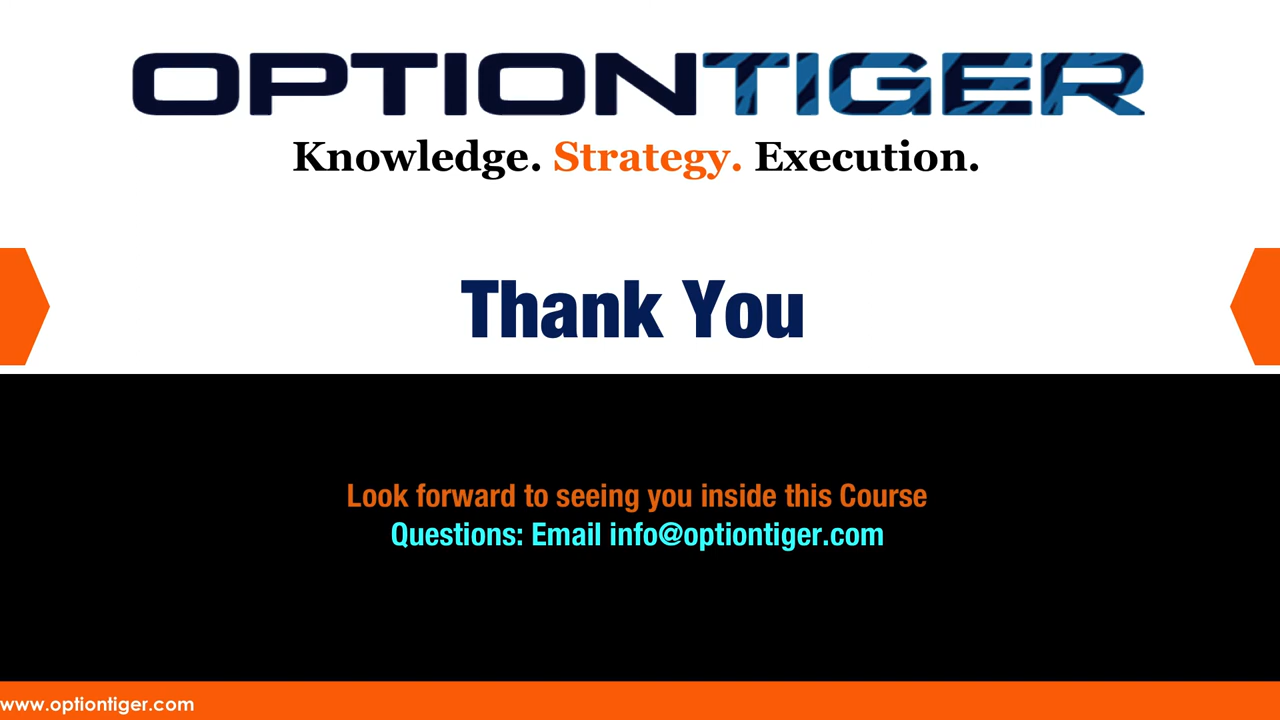 OPTIONTIGER
Knowledge. Strategy. Execution.
Thank You
Look forward to seeing you inside this Course
Questions: Email info@optiontiger.com
www.optiontiger.com